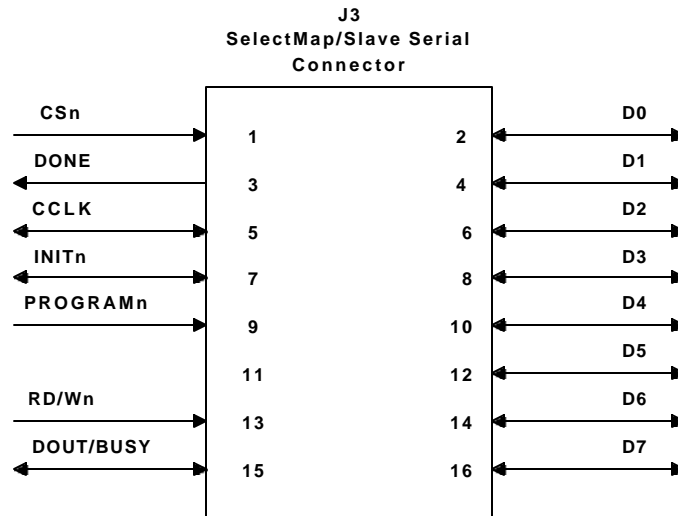 J3
SelectMap/Slave Serial
Connector
CSn 1 2 D0
DONE 3 4 D1
CCLK 5 6 D2
INITn 7 8 D3
PROGRAMn 9 10 D4
11 12 D5
RD/Wn 13 14 D6
DOUT/BUSY 15 16 D7